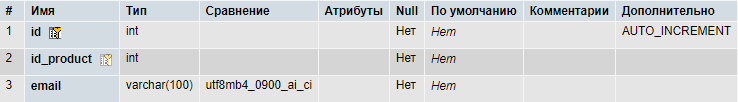 # Имя Тип Сравнение Атрибуты Null По умолчанию Комментарии Дополнительно
1 id int Нет Нет AUTO_INCREMENT
2 id_product int Нет Нет
3 email varchar(100) utf8mb4_0900_ai_ci Нет Нет